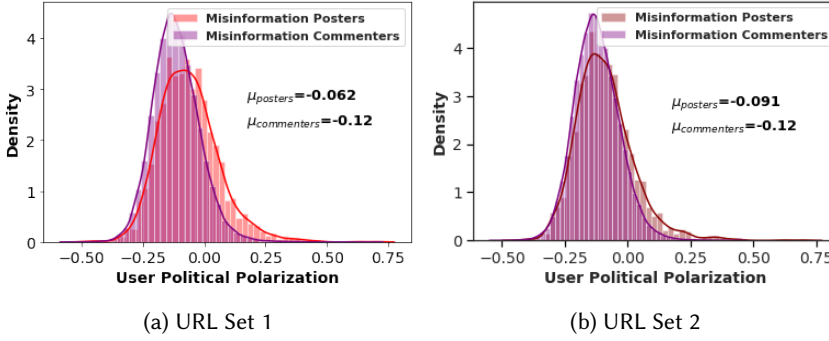 Misinformation Posters
Misinformation Commenters
μposters=-0.062
μcommenters=-0.12
Density
4
3
2
1
0
−0.50 −0.25 0.00 0.25 0.50 0.75
User Political Polarization
(a) URL Set 1
Misinformation Posters
Misinformation Commenters
μposters=-0.091
μcommenters=-0.12
Density
4
3
2
1
0
−0.50 −0.25 0.00 0.25 0.50 0.75
User Political Polarization
(b) URL Set 2